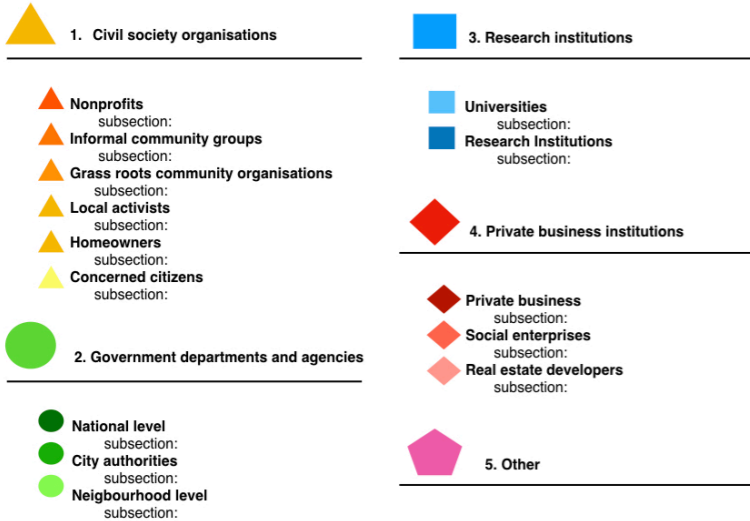 1. Civil society organisations
Nonprofits
subsection:
Informal community groups
subsection:
Grass roots community organisations
subsection:
Local activists
subsection:
Homeowners
subsection:
Concerned citizens
subsection:
2. Government departments and agencies
National level
subsection:
City authorities
subsection:
Neigbourhood level
subsection:
3. Research institutions
Universities
subsection:
Research Institutions
subsection:
4. Private business institutions
Private business
subsection:
Social enterprises
subsection:
Real estate developers
subsection:
5. Other